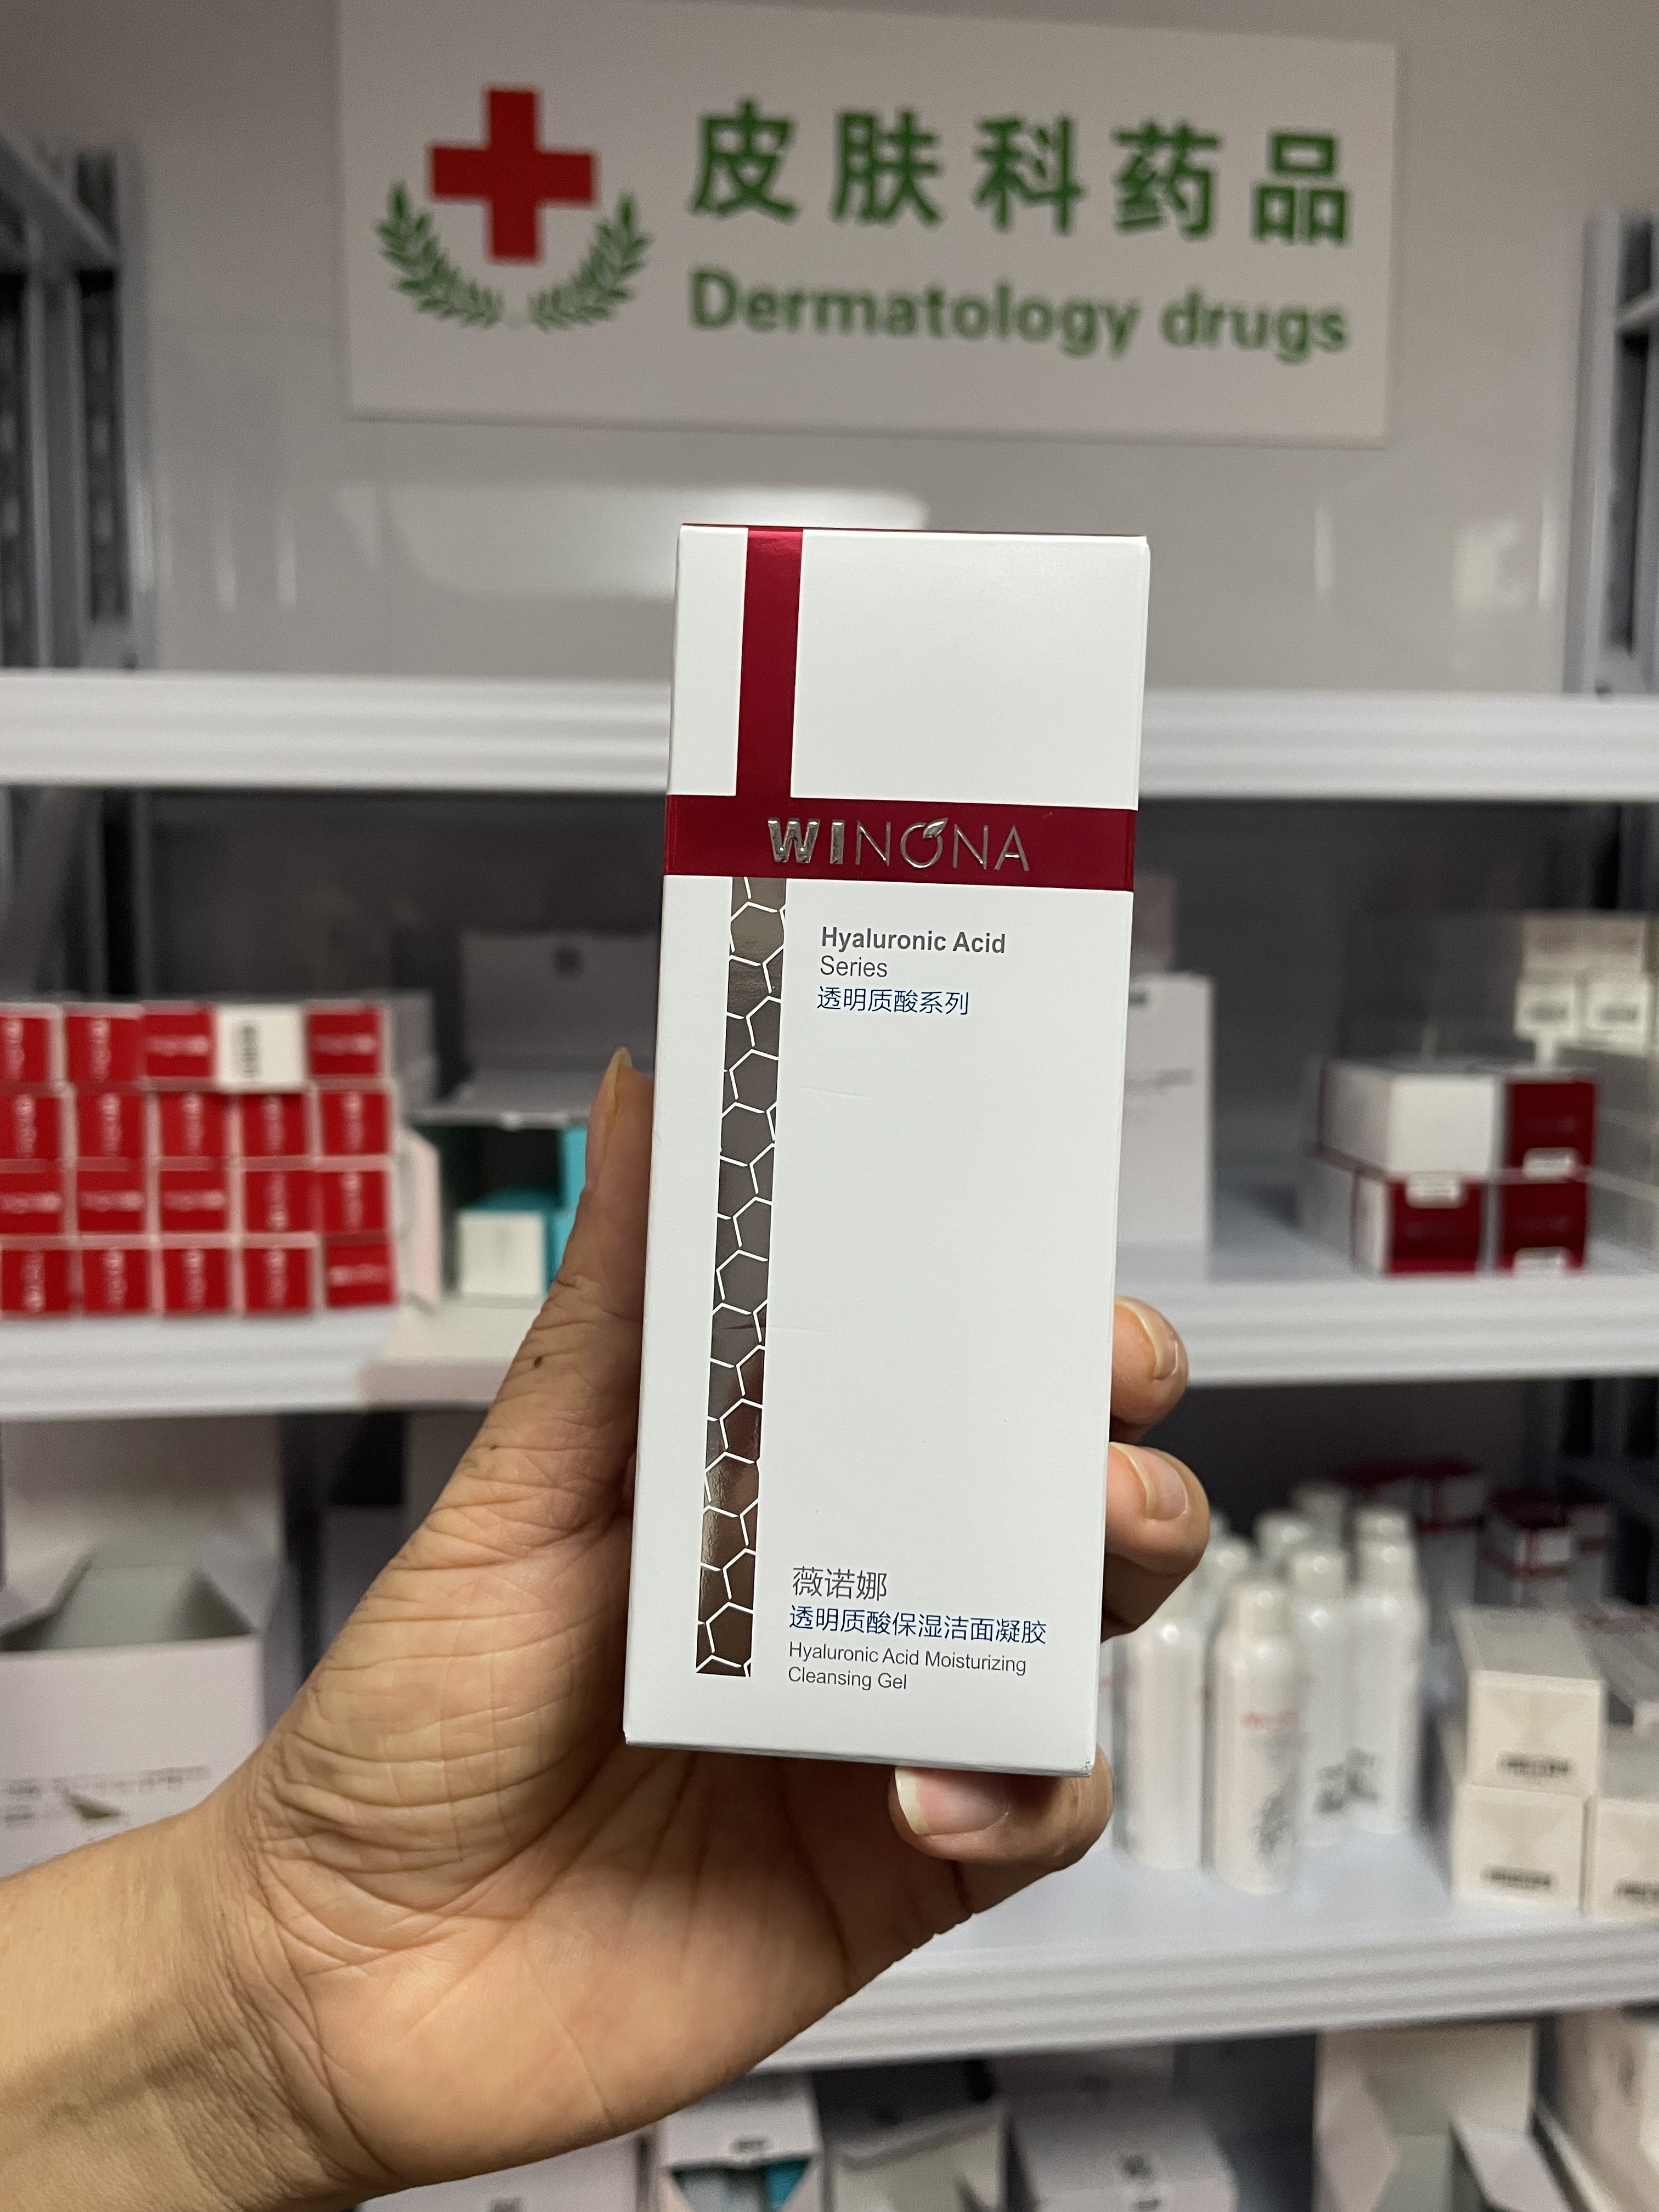 皮肤科药品
Dermatology drugs
WINONA
Hyaluronic Acid
Series
透明质酸系列
薇诺娜
透明质酸保湿洁面凝胶
Hyaluronic Acid Moisturizing
Cleansing Gel